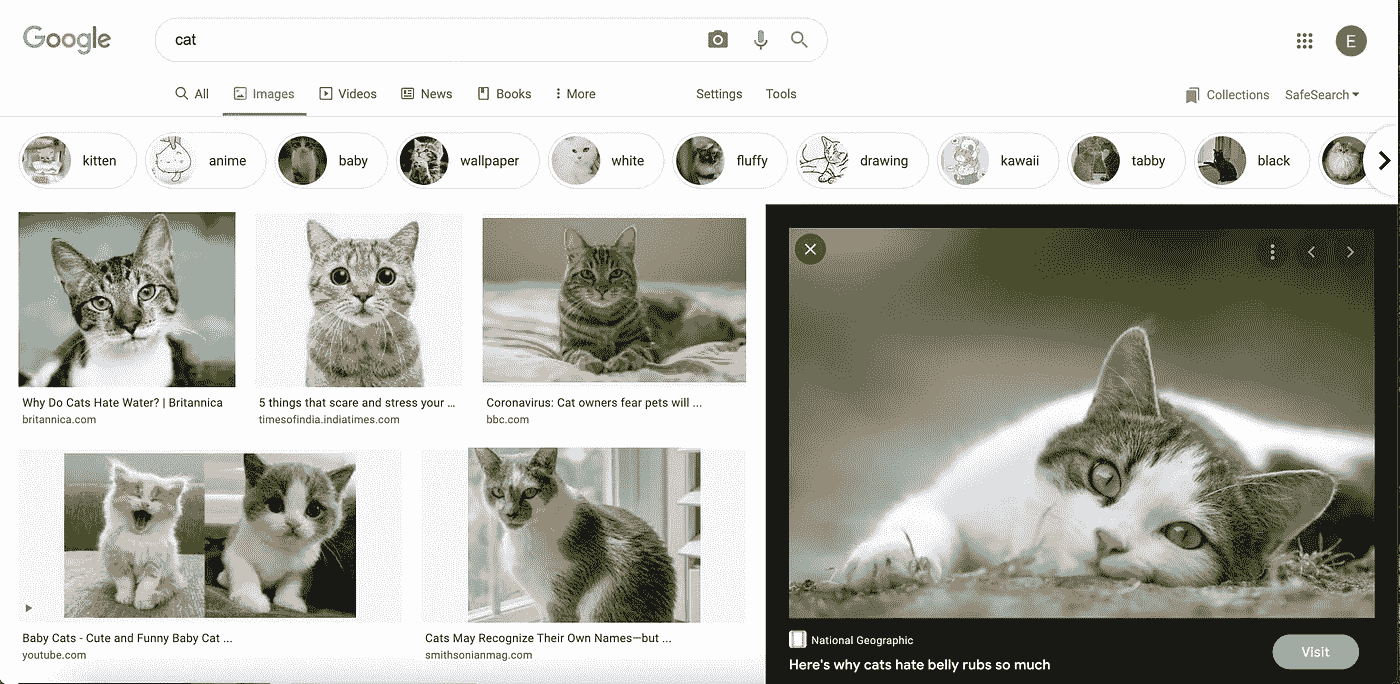 Google
cat
E
All Images Videos News Books More Settings Tools
Collections SafeSearch
kitten anime baby wallpaper white fluffy drawing kawaii tabby black
Why Do Cats Hate Water? | Britannica
britannica.com
5 things that scare and stress your ...
timesofindia.indiatimes.com
Coronavirus: Cat owners fear pets will ...
bbc.com
Baby Cats - Cute and Funny Baby Cat ...
youtube.com
Cats May Recognize Their Own Names—but ...
smithsonianmag.com
National Geographic
Here's why cats hate belly rubs so much
Visit